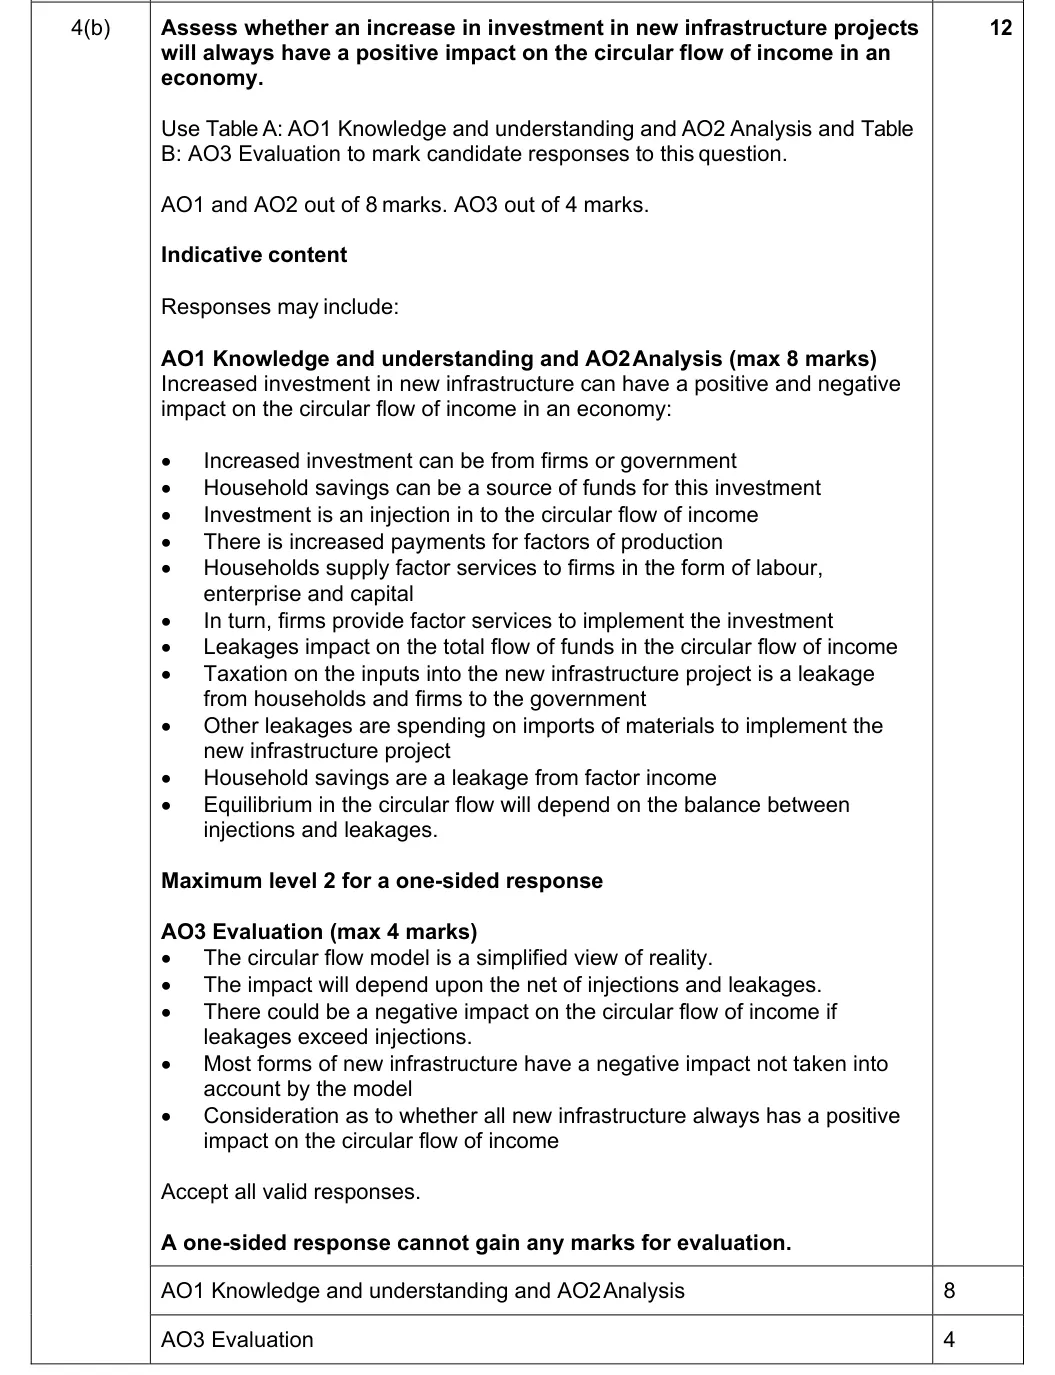 4(b)
Assess whether an increase in investment in new infrastructure projects
12
will always have a positive impact on the circular flow of income in an
economy.
Use Table A: AO1 Knowledge and understanding and AO2 Analysis and Table
B: AO3 Evaluation to mark candidate responses to this question.
AO1 and AO2 out of 8 marks. AO3 out of 4 marks.
Indicative content
Responses may include:
AO1 Knowledge and understanding and AO2 Analysis (max 8 marks)
Increased investment in new infrastructure can have a positive and negative
impact on the circular flow of income in an economy:
• Increased investment can be from firms or government
• Household savings can be a source of funds for this investment
• Investment is an injection in to the circular flow of income
• There is increased payments for factors of production
• Households supply factor services to firms in the form of labour,
enterprise and capital
• In turn, firms provide factor services to implement the investment
• Leakages impact on the total flow of funds in the circular flow of income
• Taxation on the inputs into the new infrastructure project is a leakage
from households and firms to the government
• Other leakages are spending on imports of materials to implement the
new infrastructure project
• Household savings are a leakage from factor income
• Equilibrium in the circular flow will depend on the balance between
injections and leakages.
Maximum level 2 for a one-sided response
AO3 Evaluation (max 4 marks)
• The circular flow model is a simplified view of reality.
• The impact will depend upon the net of injections and leakages.
• There could be a negative impact on the circular flow of income if
leakages exceed injections.
• Most forms of new infrastructure have a negative impact not taken into
account by the model
• Consideration as to whether all new infrastructure always has a positive
impact on the circular flow of income
Accept all valid responses.
A one-sided response cannot gain any marks for evaluation.
AO1 Knowledge and understanding and AO2 Analysis
8
AO3 Evaluation
4